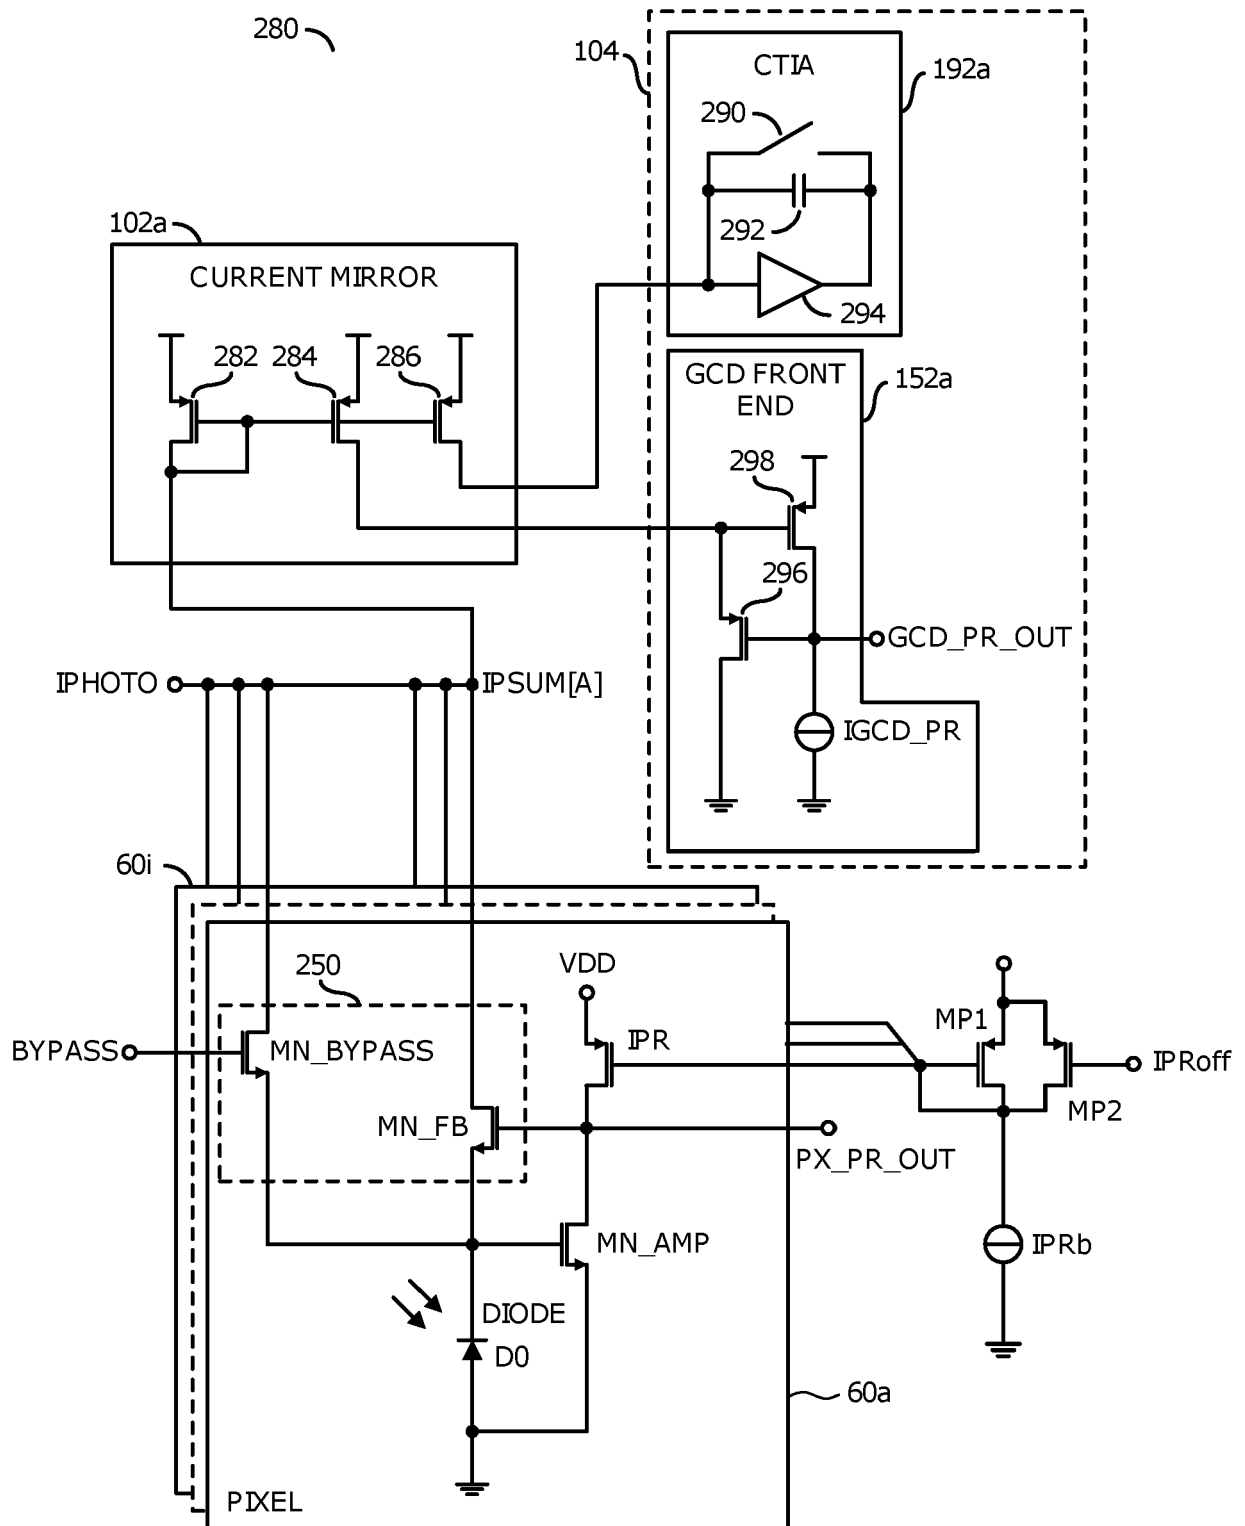 280
104
CTIA
192a
290
292
294
102a
CURRENT MIRROR
282
284
286
GCD FRONT
END
152a
298
296
GCD_PR_OUT
IGCD_PR
IPHOTO
IPSUM[A]
60i
250
VDD
BYPASS
MN_BYPASS
IPR
MP1
IPRoff
MP2
MN_FB
PX_PR_OUT
MN_AMP
IPRb
DIODE
D0
60a
PIXEL